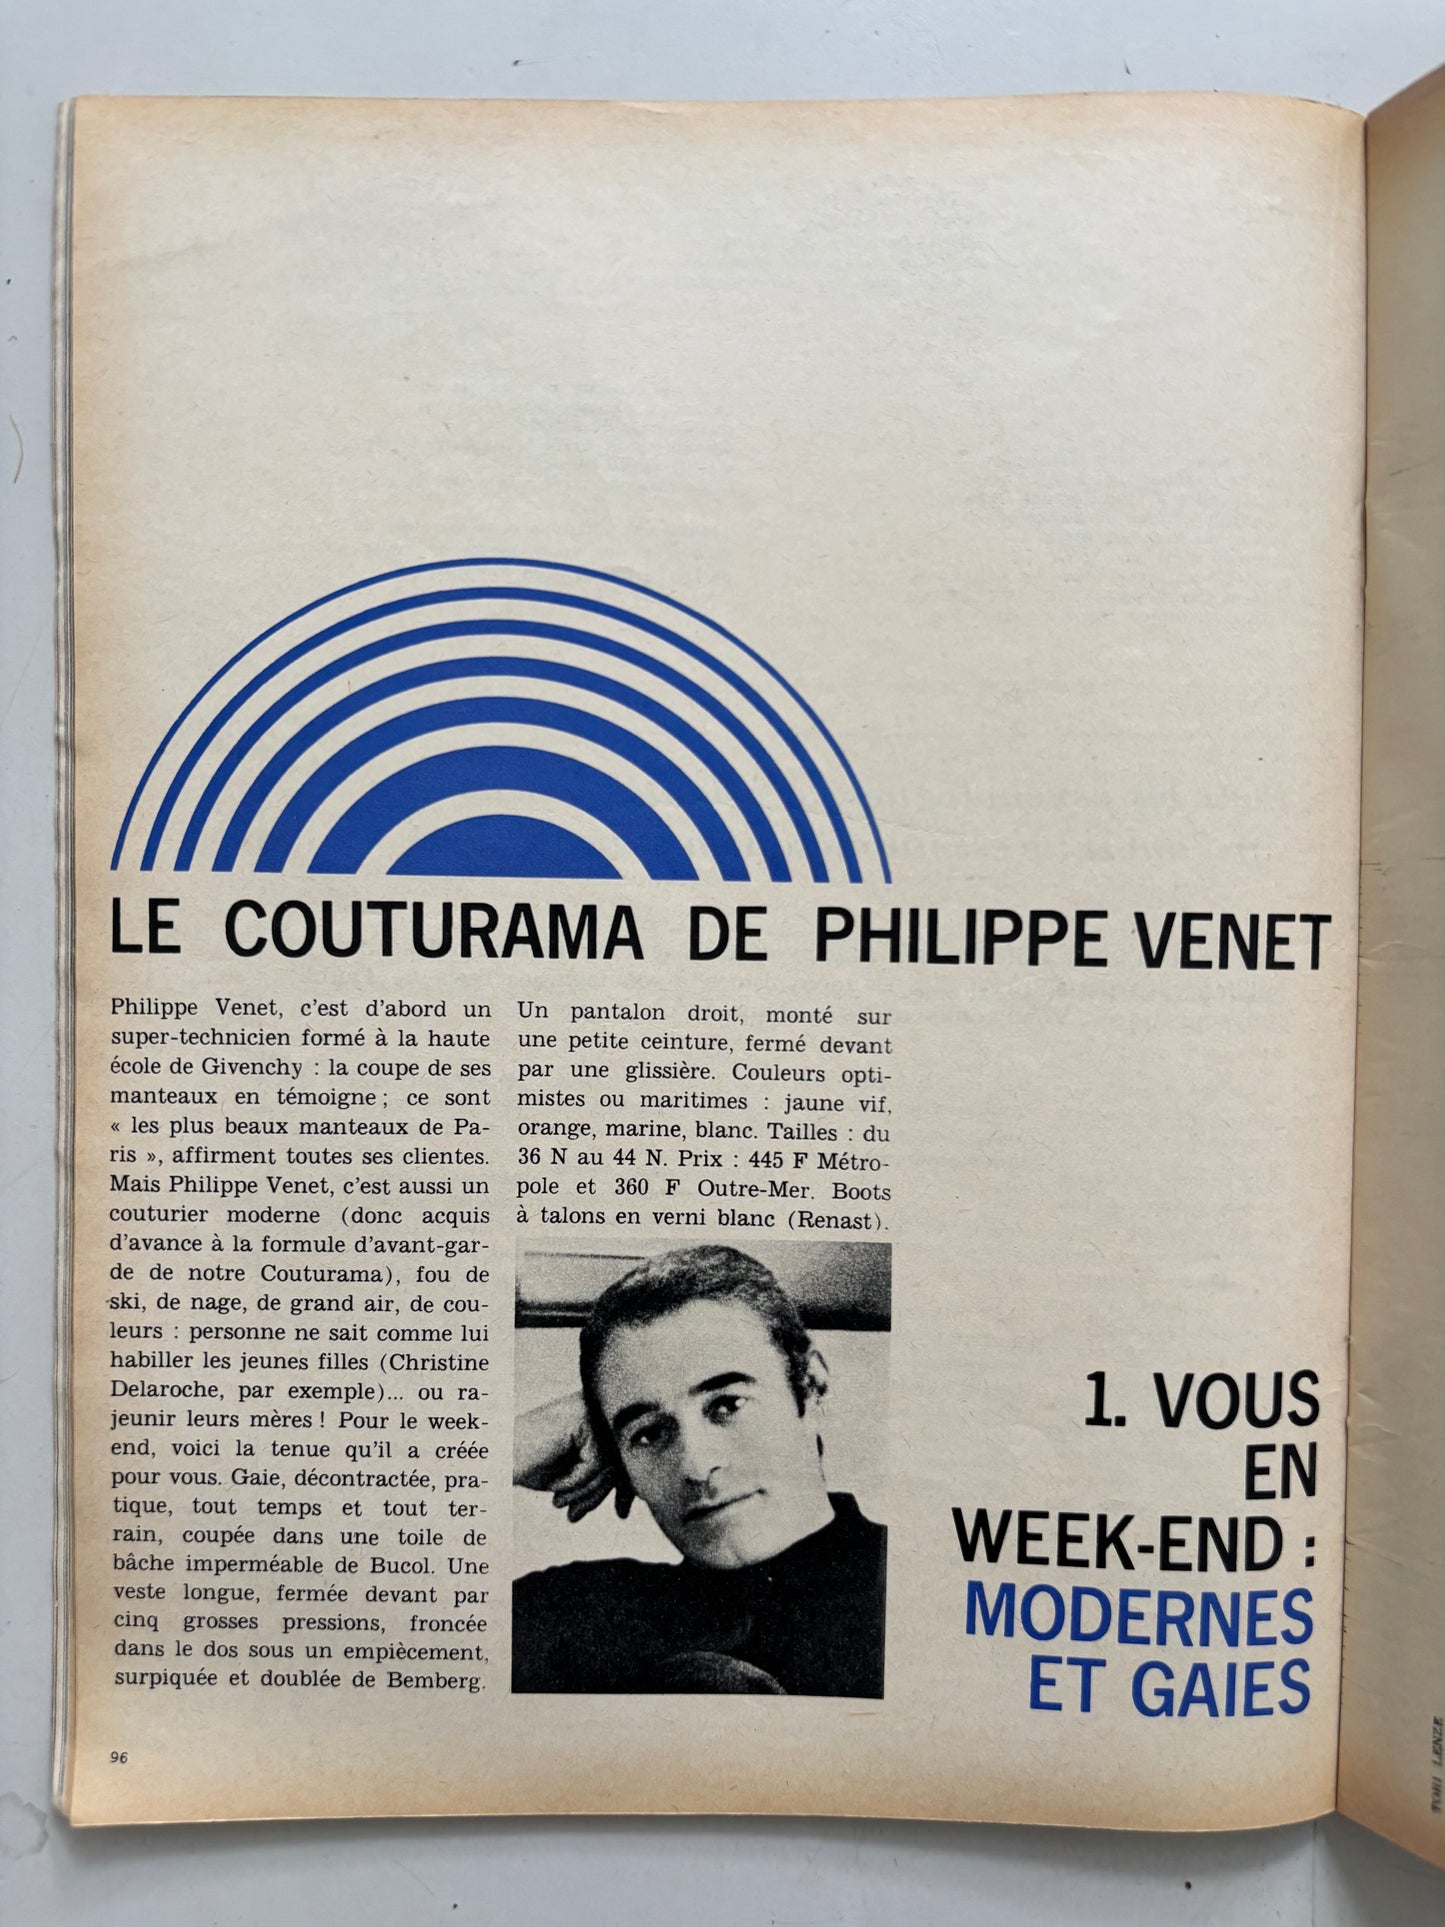 LE COUTURAMA DE PHILIPPE VENET
Philippe Venet, c'est d'abord un
super-technicien formé à la haute
école de Givenchy : la coupe de ses
manteaux en témoigne ; ce sont
« les plus beaux manteaux de Pa-
ris », affirment toutes ses clientes.
Mais Philippe Venet, c'est aussi un
couturier moderne (donc acquis
d'avance à la formule d'avant-gar-
de de notre Couturama), fou de
ski, de nage, de grand air, de cou-
leurs : personne ne sait comme lui
habiller les jeunes filles (Christine
Delaroche, par exemple)... ou ra-
jeunir leurs mères ! Pour le week-
end, voici la tenue qu'il a créée
pour vous. Gaie, décontractée, pra-
tique, tout temps et tout ter-
rain, coupée dans une toile de
bâche imperméable de Bucol. Une
veste longue, fermée devant par
cinq grosses pressions, froncée
dans le dos sous un empiècement,
surpiquée et doublée de Bemberg.
Un pantalon droit, monté sur
une petite ceinture, fermé devant
par une glissière. Couleurs opti-
mistes ou maritimes : jaune vif,
orange, marine, blanc. Tailles : du
36 N au 44 N. Prix : 445 F Métro-
pole et 360 F Outre-Mer. Boots
à talons en verni blanc (Renast).
1. VOUS
EN
WEEK-END :
MODERNES
ET GAIES
96
LENZE